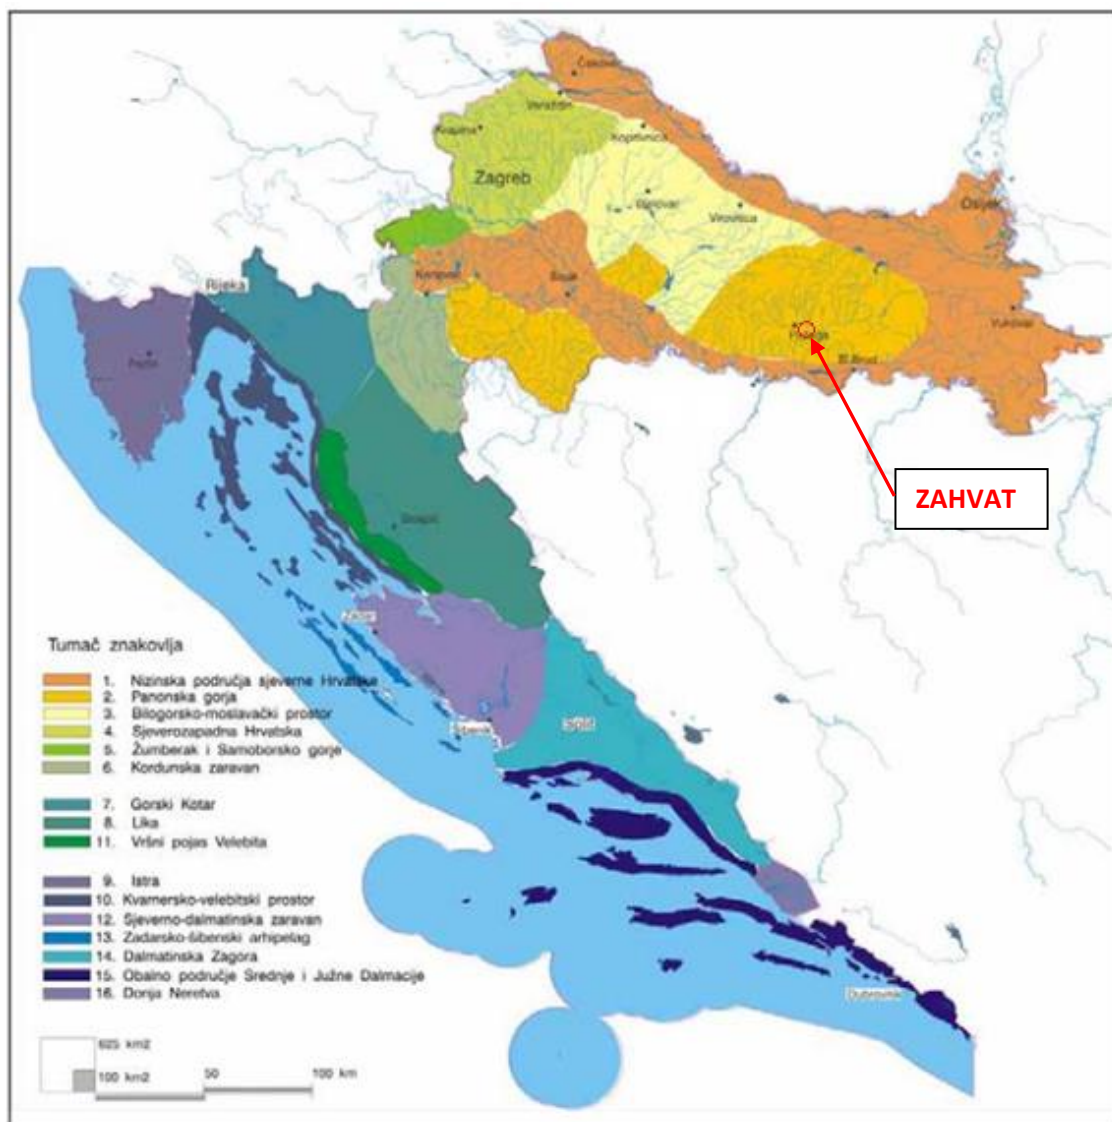 Čakovec
Varaždin
Krapina
Koprivnica
Zagreb
Bjelovar
Virovitica
Osijek
Karlovac
Sisak
Rijeka
Vukovar
Požega
Sl.Brod
Pazin
ZAHVAT
Gospić
Zadar
Šibenik
Split
Dubrovnik
Tumač znakovlja
1. Nizinska područja sjeverne Hrvatske
2. Panonska gorja
3. Bilogorsko-moslavački prostor
4. Sjeverozapadna Hrvatska
5. Žumberak i Samoborsko gorje
6. Kordunska zaravan
7. Gorski Kotar
8. Lika
11. Vršni pojas Velebita
9. Istra
10. Kvarnersko-velebitski prostor
12. Sjeverno-dalmatinska zaravan
13. Zadarsko-šibenski arhipelag
14. Dalmatinska Zagora
15. Obalno područje Srednje i Južne Dalmacije
16. Donja Neretva
625 km2
100 km2
50
100 km